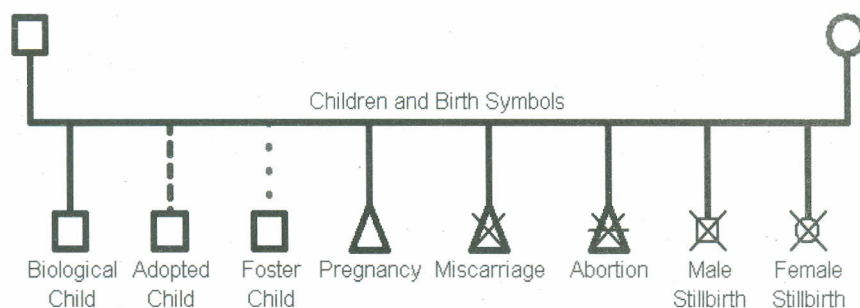 Children and Birth Symbols
Biological Adopted Foster Pregnancy Miscarriage Abortion Male Female
Child Child Child Stillbirth Stillbirth